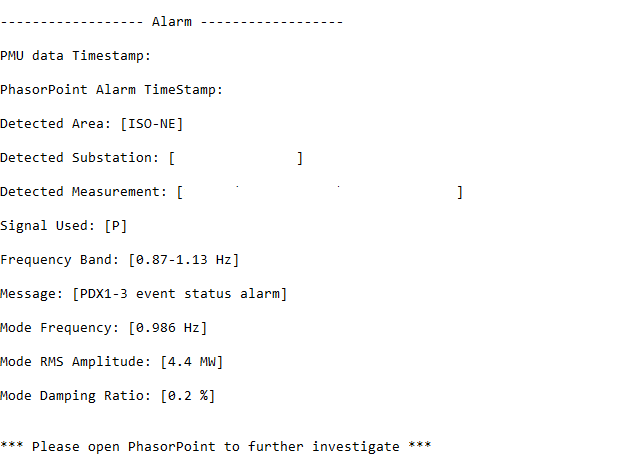 ------------------ Alarm ------------------
PMU data Timestamp:
PhasorPoint Alarm TimeStamp:
Detected Area: [ISO-NE]
Detected Substation: [ ]
Detected Measurement: [ ]
Signal Used: [P]
Frequency Band: [0.87-1.13 Hz]
Message: [PDX1-3 event status alarm]
Mode Frequency: [0.986 Hz]
Mode RMS Amplitude: [4.4 MW]
Mode Damping Ratio: [0.2 %]
*** Please open PhasorPoint to further investigate ***